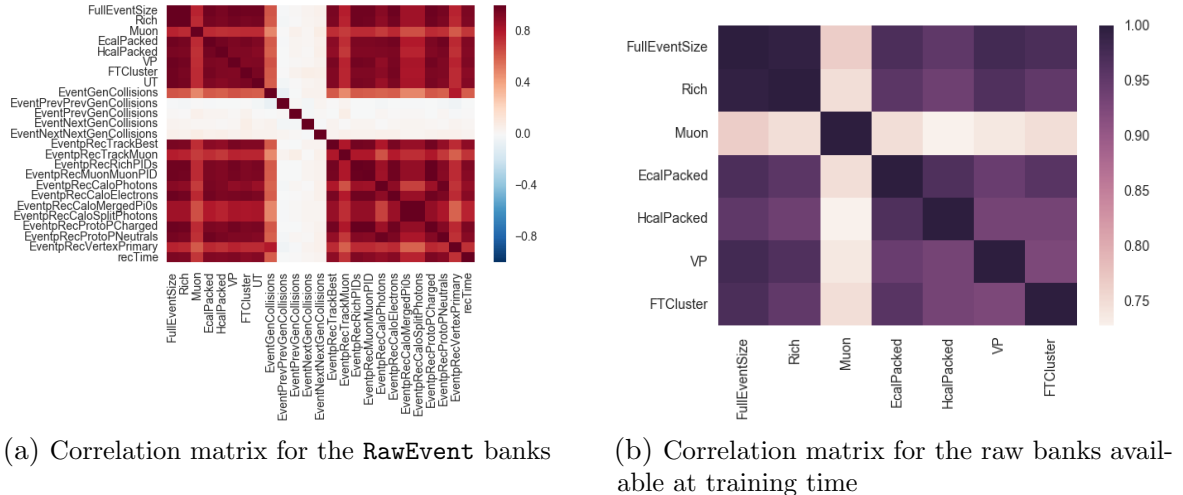 FullEventSize
Rich
Muon
EcalPacked
HcalPacked
VP
FTCluster
UT
EventGenCollisions
EventPrevPrevGenCollisions
EventPrevGenCollisions
EventNextGenCollisions
EventNextNextGenCollisions
EventpRecTrackBest
EventpRecTrackMuon
EventpRecRichPIDs
EventpRecMuonMuonPID
EventpRecCaloPhotons
EventpRecCaloElectrons
EventpRecCaloMergedPi0s
EventpRecCaloSplitPhotons
EventpRecProtoPCharged
EventpRecProtoPNeutrals
EventpRecVertexPrimary
recTime
FullEventSize
Rich
Muon
EcalPacked
HcalPacked
VP
FTCluster
UT
EventGenCollisions
EventPrevPrevGenCollisions
EventPrevGenCollisions
EventNextGenCollisions
EventNextNextGenCollisions
EventpRecTrackBest
EventpRecTrackMuon
EventpRecRichPIDs
EventpRecMuonMuonPID
EventpRecCaloPhotons
EventpRecCaloElectrons
EventpRecCaloMergedPi0s
EventpRecCaloSplitPhotons
EventpRecProtoPCharged
EventpRecProtoPNeutrals
EventpRecVertexPrimary
recTime
0.8
0.4
0.0
−0.4
−0.8
(a) Correlation matrix for the RawEvent banks
FullEventSize
Rich
Muon
EcalPacked
HcalPacked
VP
FTCluster
FullEventSize
Rich
Muon
EcalPacked
HcalPacked
VP
FTCluster
1.00
0.95
0.90
0.85
0.80
0.75
(b) Correlation matrix for the raw banks avail-
able at training time